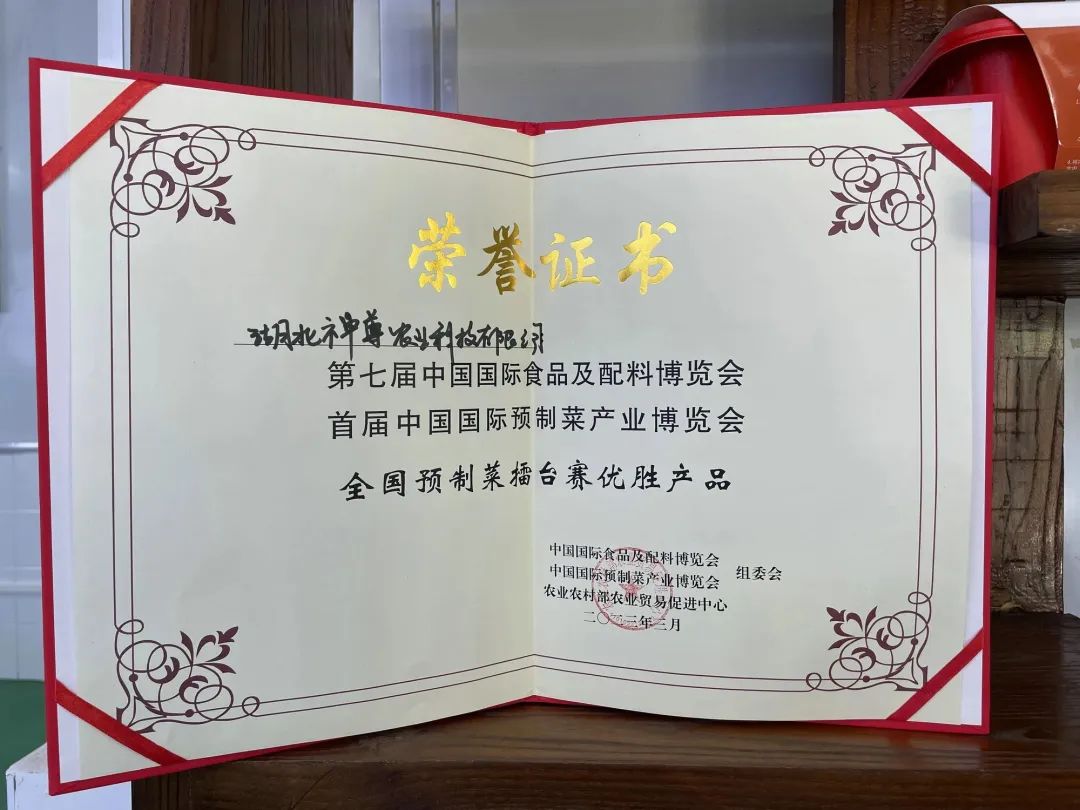 荣誉证书
湖北神尊农业科技有限公司
第七届中国国际食品及配料博览会
首届中国国际预制菜产业博览会
全国预制菜擂台赛优胜产品
中国国际食品及配料博览会
中国国际预制菜产业博览会 组委会
农业农村部农业贸易促进中心
二〇二三年三月